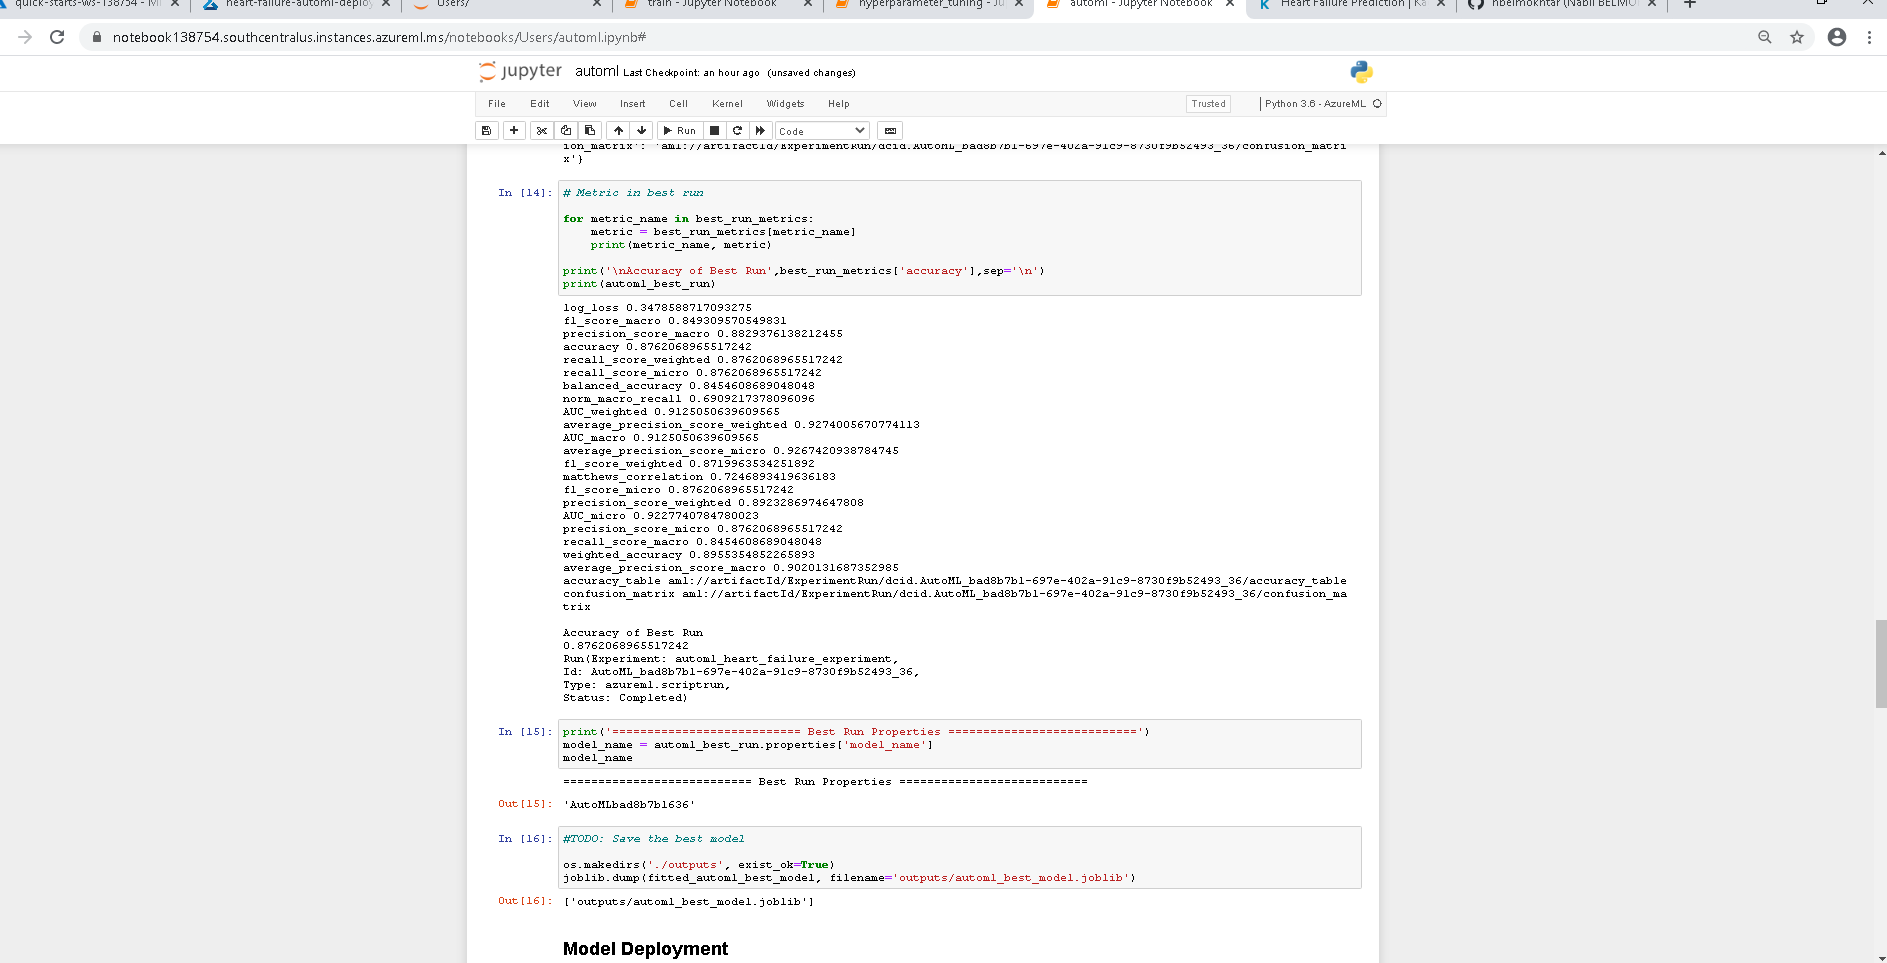 quick-starts-ws-138754 - Mi
heart-failure-automl-deploy
Users/
train - Jupyter Notebook
hyperparameter_tuning - Ju
automl - Jupyter Notebook
Heart Failure Prediction | Ka
nbelmokhtar (Nabil BELMO
notebook138754.southcentralus.instances.azureml.ms/notebooks/Users/automl.ipynb#
jupyter automl Last Checkpoint: an hour ago (unsaved changes)
File Edit View Insert Cell Kernel Widgets Help Trusted Python 3.6 - AzureML
Run Code
ion_matrix': 'aml://artifactId/ExperimentRun/dcid.AutoML_bad8b7b1-697e-402a-91c9-8730f9b52493_36/confusion_matri
x'}
In [14]: # Metric in best run
for metric_name in best_run_metrics:
metric = best_run_metrics[metric_name]
print(metric_name, metric)
print('\nAccuracy of Best Run',best_run_metrics['accuracy'],sep='\n')
print(automl_best_run)
log_loss 0.3478588717093275
f1_score_macro 0.849309570549831
precision_score_macro 0.8829376138212455
accuracy 0.8762068965517242
recall_score_weighted 0.8762068965517242
recall_score_micro 0.8762068965517242
balanced_accuracy 0.8454608689048048
norm_macro_recall 0.6909217378096096
AUC_weighted 0.9125050639609565
average_precision_score_weighted 0.9274005670774113
AUC_macro 0.9125050639609565
average_precision_score_micro 0.9267420938784745
f1_score_weighted 0.8719963534251892
matthews_correlation 0.7246893419636183
f1_score_micro 0.8762068965517242
precision_score_weighted 0.8923286974647808
AUC_micro 0.9227740784780023
precision_score_micro 0.8762068965517242
recall_score_macro 0.8454608689048048
weighted_accuracy 0.8955354852265893
average_precision_score_macro 0.9020131687352985
accuracy_table aml://artifactId/ExperimentRun/dcid.AutoML_bad8b7b1-697e-402a-91c9-8730f9b52493_36/accuracy_table
confusion_matrix aml://artifactId/ExperimentRun/dcid.AutoML_bad8b7b1-697e-402a-91c9-8730f9b52493_36/confusion_ma
trix
Accuracy of Best Run
0.8762068965517242
Run(Experiment: automl_heart_failure_experiment,
Id: AutoML_bad8b7b1-697e-402a-91c9-8730f9b52493_36,
Type: azureml.scriptrun,
Status: Completed)
In [15]: print('=========================== Best Run Properties ===========================')
model_name = automl_best_run.properties['model_name']
model_name
=========================== Best Run Properties ===========================
Out[15]: 'AutoMLbad8b7b1636'
In [16]: #TODO: Save the best model
os.makedirs('./outputs', exist_ok=True)
joblib.dump(fitted_automl_best_model, filename='outputs/automl_best_model.joblib')
Out[16]: ['outputs/automl_best_model.joblib']
Model Deployment